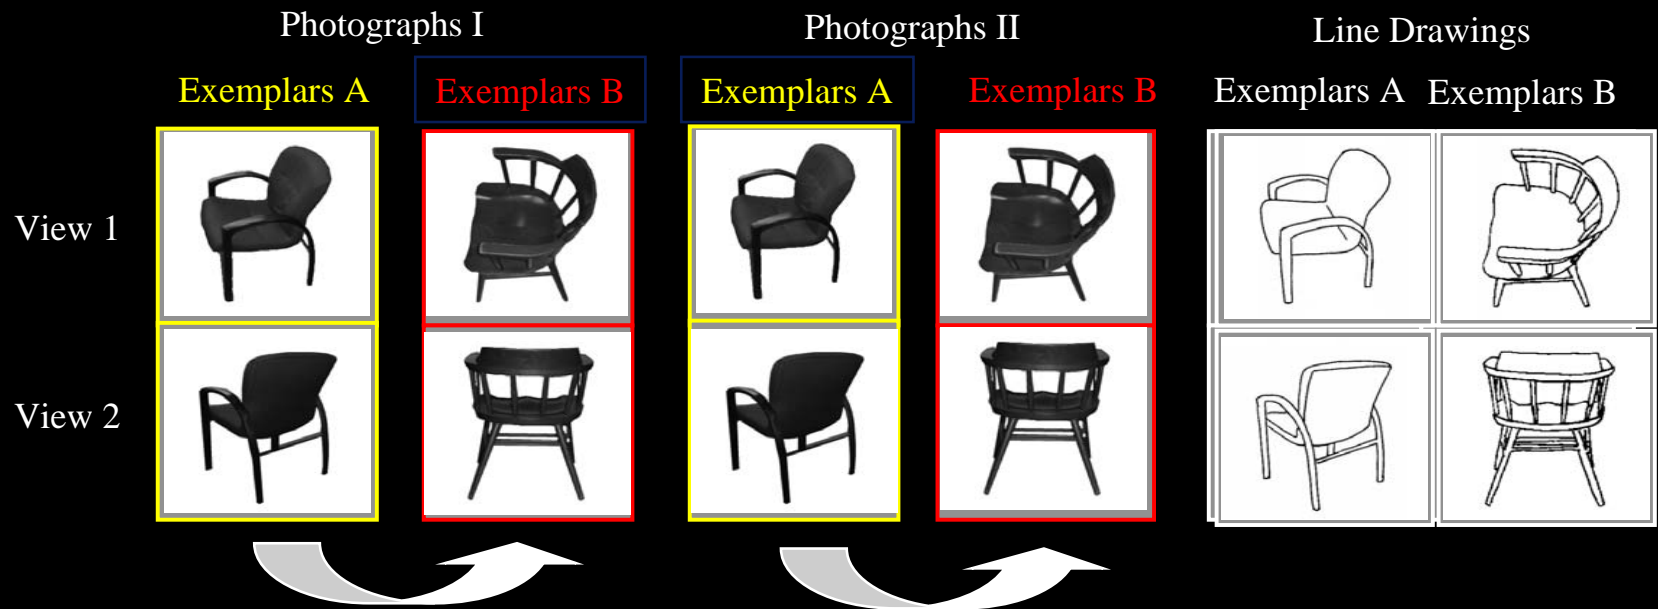 Photographs I
Photographs II
Line Drawings
Exemplars A
Exemplars B
Exemplars A
Exemplars B
Exemplars A
Exemplars B
View 1
View 2